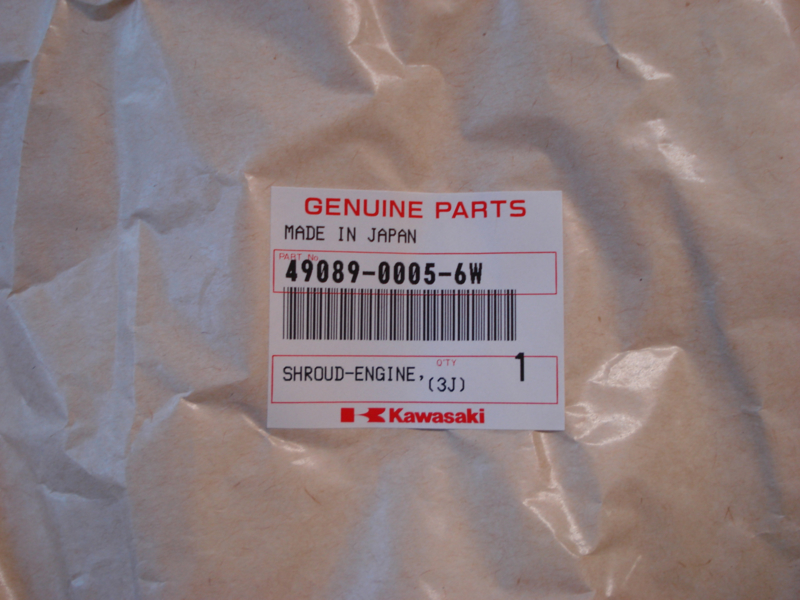 GENUINE PARTS
MADE IN JAPAN
PART No.
49089-0005-6W
Q'TY
SHROUD-ENGINE, 1
(3J)
Kawasaki